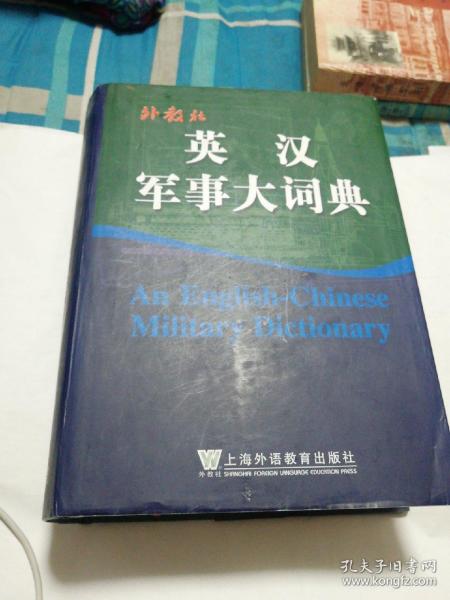 外教社
英 汉
军事大词典
An English-Chinese
Military Dictionary
W 上海外语教育出版社
外教社 SHANGHAI FOREIGN LANGUAGE EDUCATION PRESS
孔夫子旧书网
www.kongfz.com